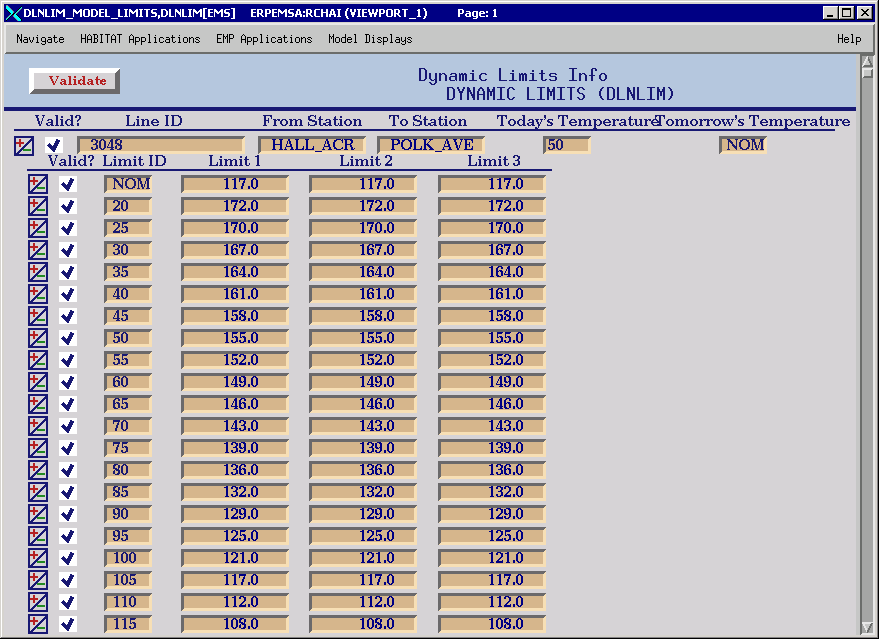 DLNLIM_MODEL_LIMITS,DLNLIM[EMS] ERPEMSA:RCHAI (VIEWPORT_1) Page: 1
Navigate HABITAT Applications EMP Applications Model Displays Help
Validate
Dynamic Limits Info
DYNAMIC LIMITS (DLNLIM)
Valid? Line ID From Station To Station Today's Temperature Tomorrow's Temperature
3048 HALL_ACR POLK_AVE 50 NOM
Valid? Limit ID Limit 1 Limit 2 Limit 3
NOM 117.0 117.0 117.0
20 172.0 172.0 172.0
25 170.0 170.0 170.0
30 167.0 167.0 167.0
35 164.0 164.0 164.0
40 161.0 161.0 161.0
45 158.0 158.0 158.0
50 155.0 155.0 155.0
55 152.0 152.0 152.0
60 149.0 149.0 149.0
65 146.0 146.0 146.0
70 143.0 143.0 143.0
75 139.0 139.0 139.0
80 136.0 136.0 136.0
85 132.0 132.0 132.0
90 129.0 129.0 129.0
95 125.0 125.0 125.0
100 121.0 121.0 121.0
105 117.0 117.0 117.0
110 112.0 112.0 112.0
115 108.0 108.0 108.0